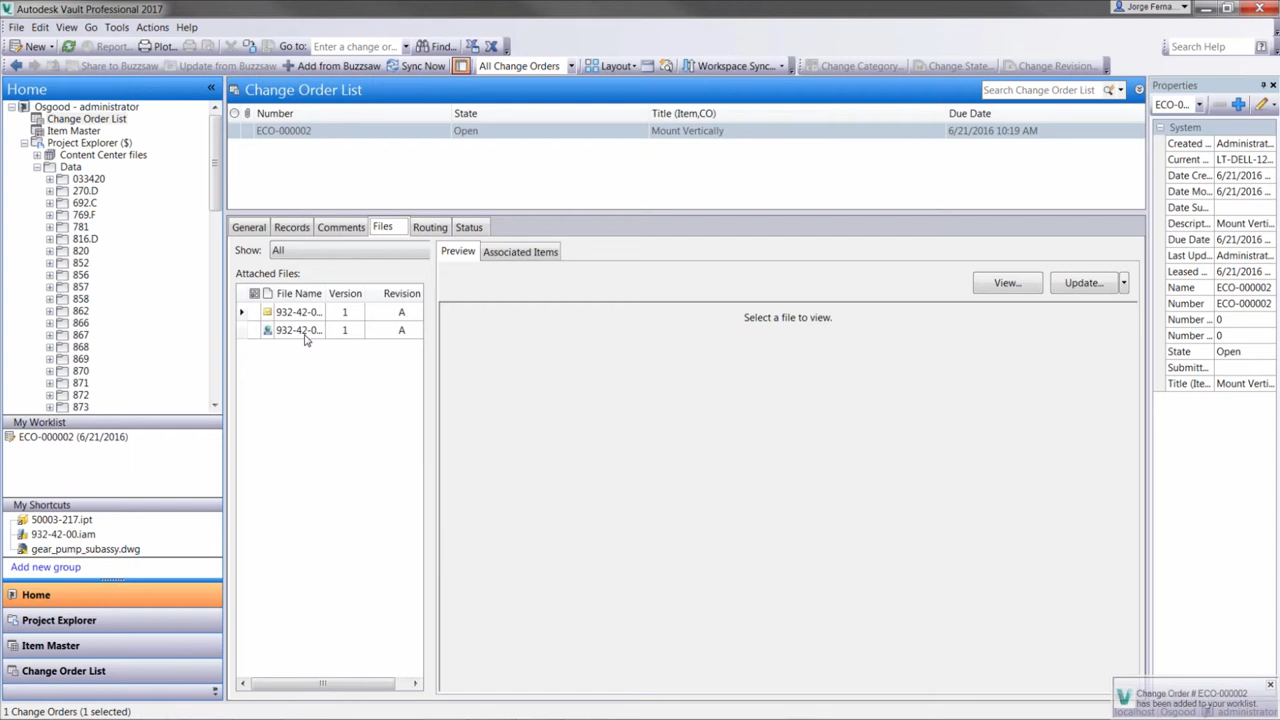 Autodesk Vault Professional 2017
Jorge Ferna...
File Edit View Go Tools Actions Help
New Report... Plot... Go to: Enter a change or... Find...
Search Help
Share to Buzzsaw Update from Buzzsaw Add from Buzzsaw Sync Now All Change Orders Layout Workspace Sync... Change Category... Change State... Change Revision...
Home
Osgood - administrator
Change Order List
Item Master
Project Explorer ($)
Content Center files
Data
033420
270.D
692.C
769.F
781
816.D
820
852
856
857
858
862
866
867
868
869
870
871
872
873
My Worklist
ECO-000002 (6/21/2016)
My Shortcuts
50003-217.ipt
932-42-00.iam
gear_pump_subassy.dwg
Add new group
Home
Project Explorer
Item Master
Change Order List
Change Order List
Search Change Order List
Number State Title (Item,CO) Due Date
ECO-000002 Open Mount Vertically 6/21/2016 10:19 AM
General Records Comments Files Routing Status
Show: All
Attached Files:
File Name Version Revision
932-42-0... 1 A
932-42-0... 1 A
Preview Associated Items
View... Update...
Select a file to view.
Properties
ECO-0...
System
Created ... Administrat...
Current ... LT-DELL-12...
Date Cre... 6/21/2016 ...
Date Mo... 6/21/2016 ...
Date Su...
Descript... Mount Verti...
Due Date 6/21/2016 ...
Last Upd... Administrat...
Leased ... 6/21/2016 ...
Name ECO-000002
Number ECO-000002
Number ... 0
Number ... 0
State Open
Submitt...
Title (Ite... Mount Verti...
Change Order # ECO-000002
has been added to your worklist.
1 Change Orders (1 selected)
localhost Osgood administrator